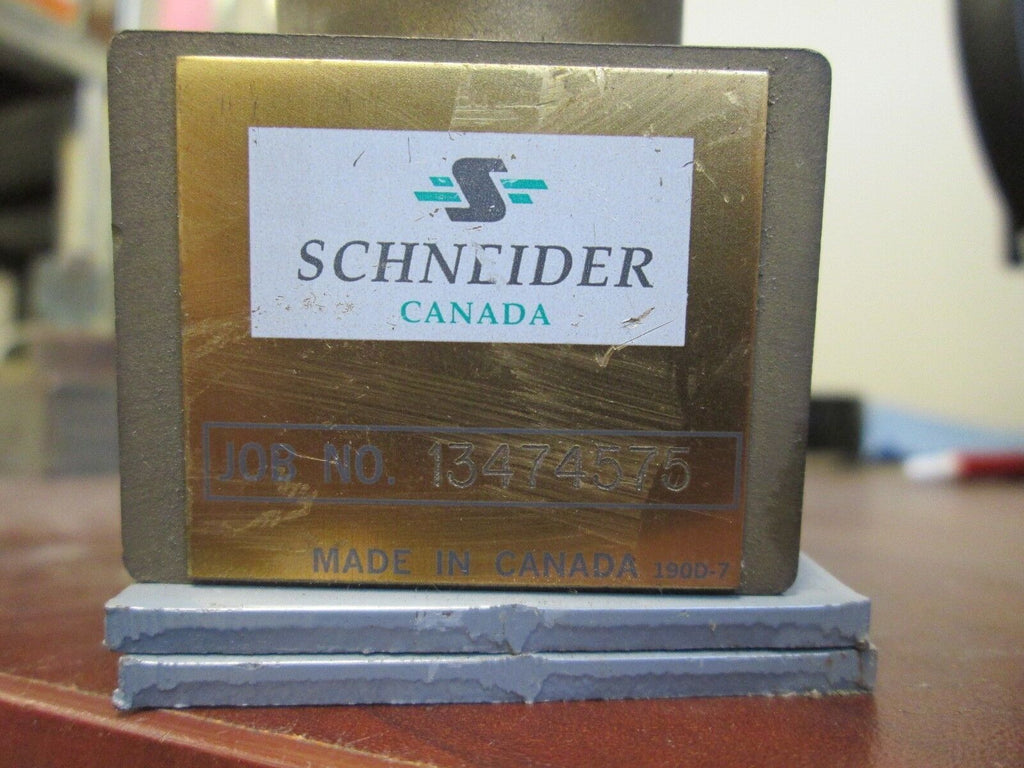 S
SCHNEIDER
CANADA
JOB NO. 13474575
MADE IN CANADA 190D-7